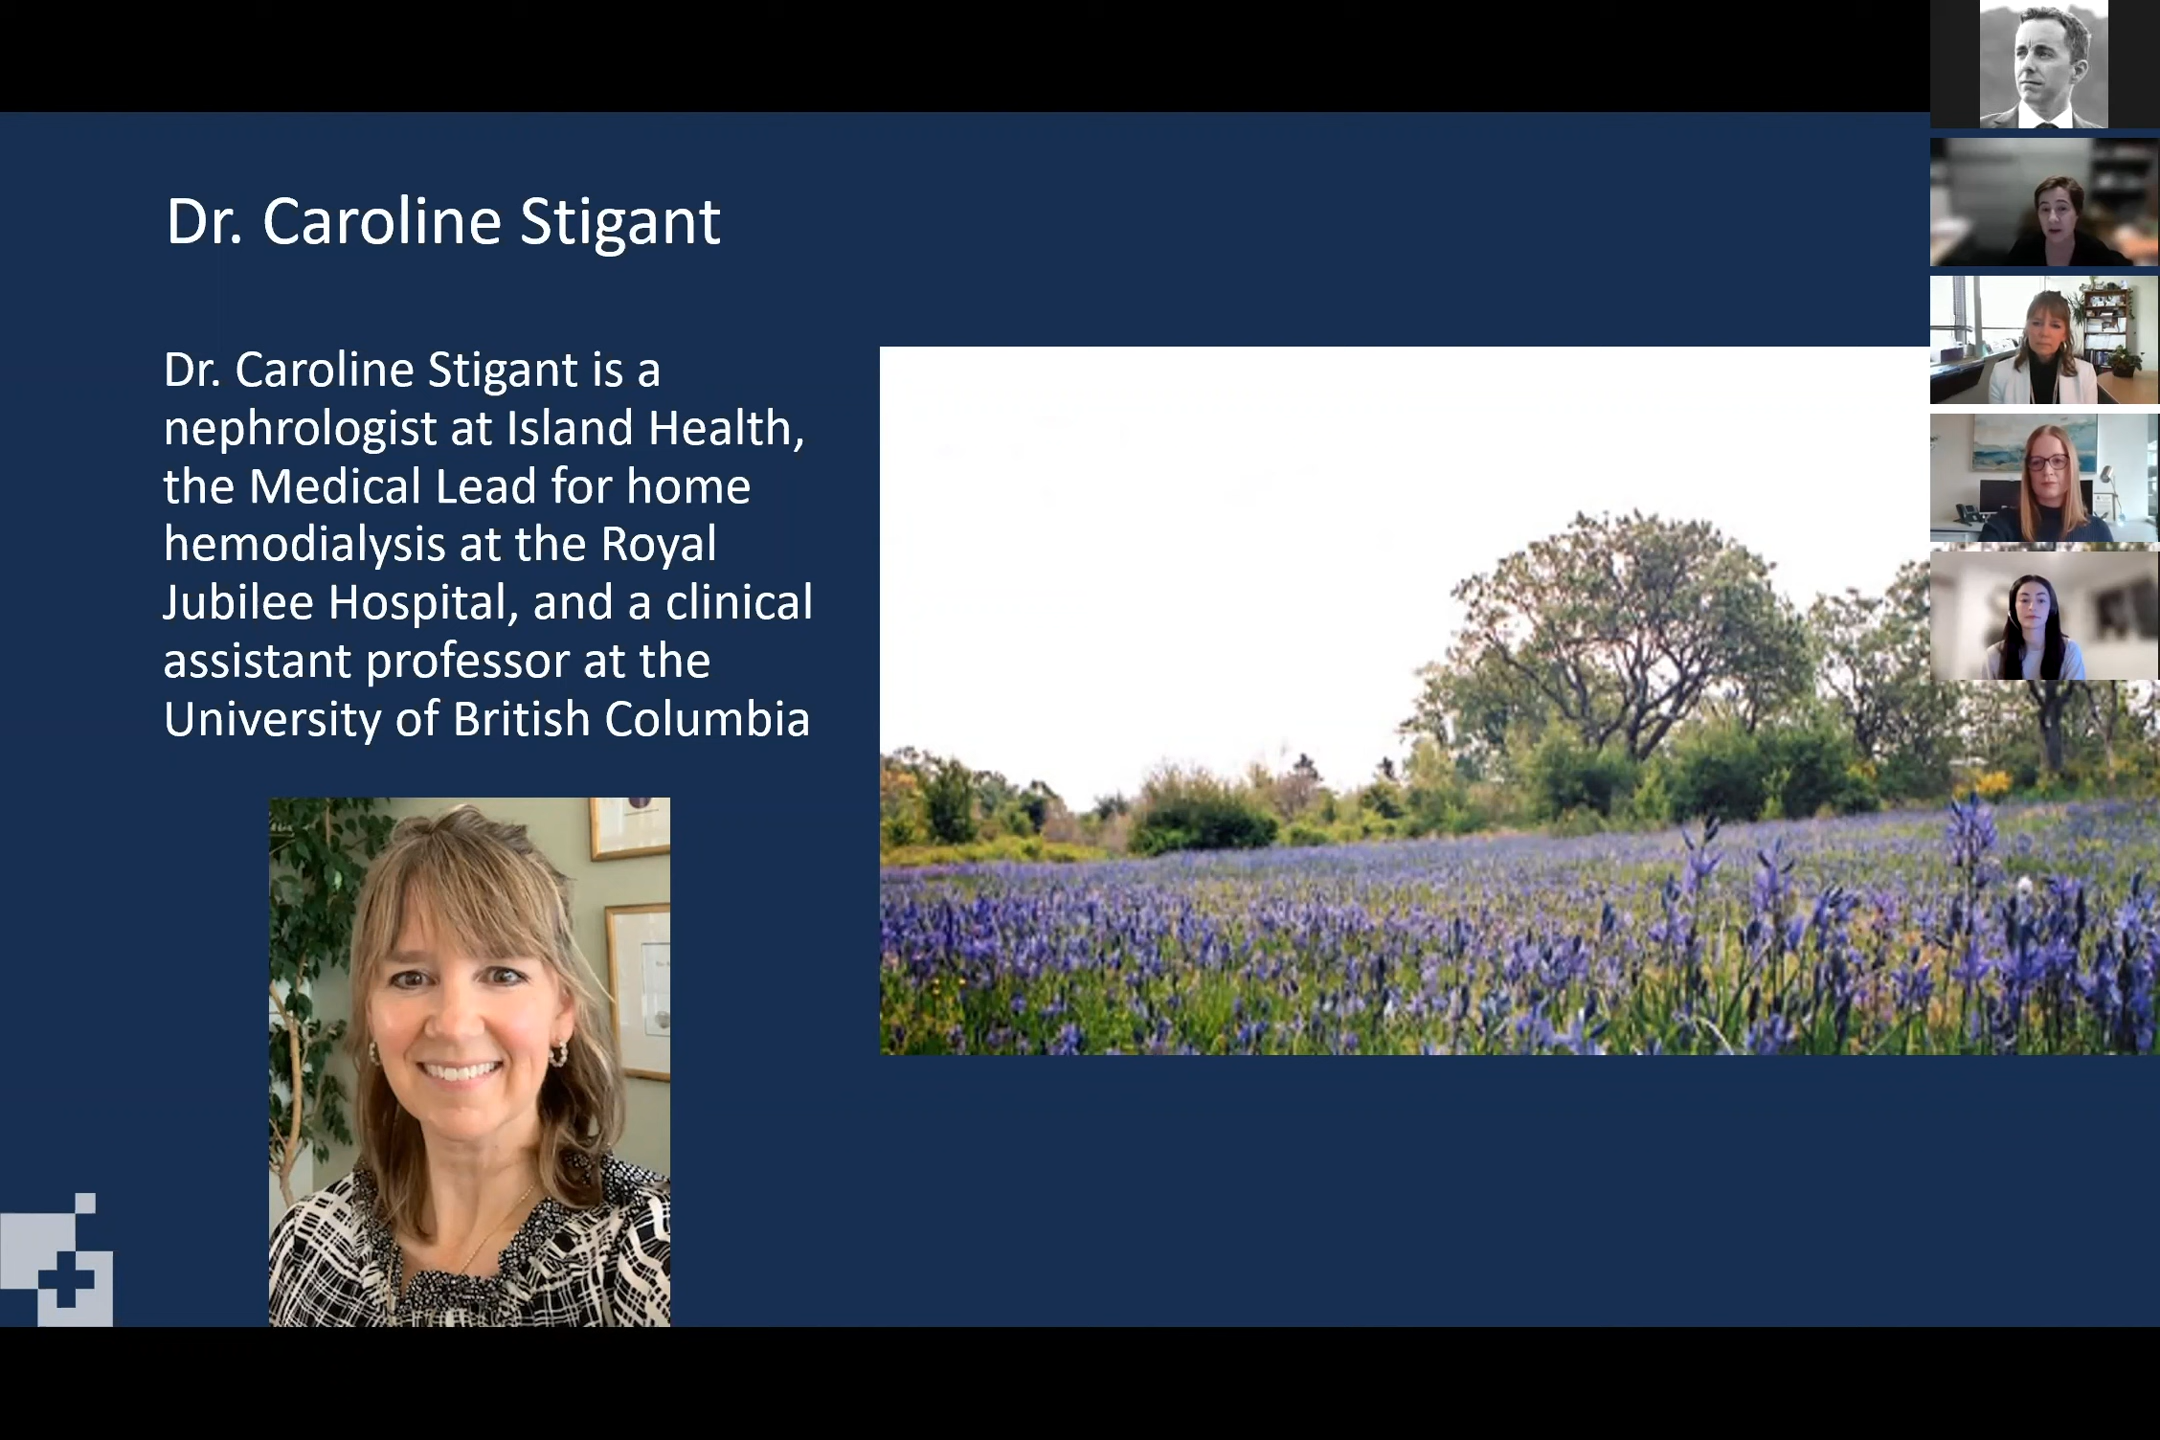 Dr. Caroline Stigant
Dr. Caroline Stigant is a
nephrologist at Island Health,
the Medical Lead for home
hemodialysis at the Royal
Jubilee Hospital, and a clinical
assistant professor at the
University of British Columbia